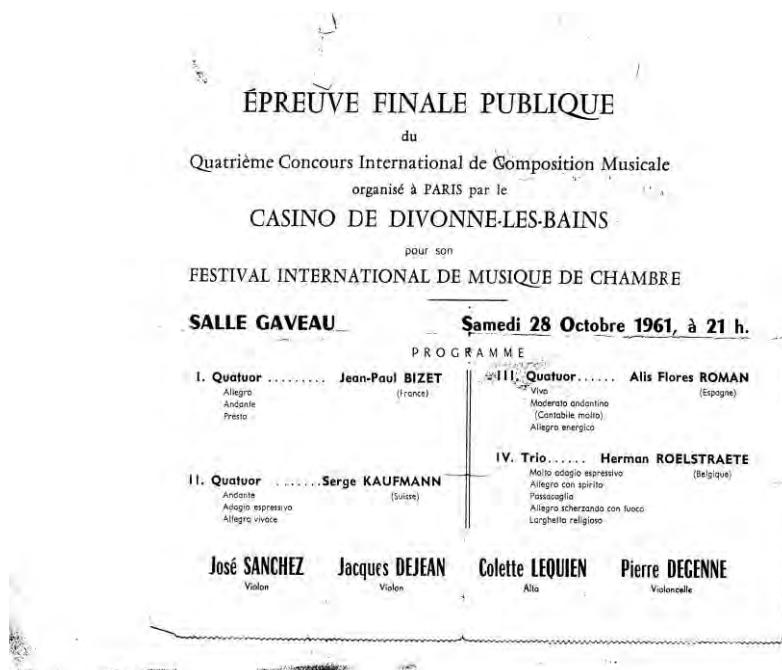 ÉPREUVE FINALE PUBLIQUE
du
Quatrième Concours International de Composition Musicale
organisé à PARIS par le
CASINO DE DIVONNE-LES-BAINS
pour son
FESTIVAL INTERNATIONAL DE MUSIQUE DE CHAMBRE
SALLE GAVEAU
Samedi 28 Octobre 1961, à 21 h.
PROGRAMME
I. Quatuor ......... Jean-Paul BIZET
Allegro (France)
Andante
Presto
II. Quatuor .......Serge KAUFMANN
Andante (Suisse)
Adagio espressivo
Allegro vivace
III. Quatuor...... Alis Flores ROMAN
Vivo (Espagne)
Moderato andantino
(Cantabile molto)
Allegro energico
IV. Trio...... Herman ROELSTRAETE
Molto adagio espressivo (Belgique)
Allegro con spirito
Passacaglia
Allegro scherzando con fuoco
Larghetto religioso
José SANCHEZ Jacques DEJEAN Colette LEQUIEN Pierre DEGENNE
Violon Violon Alto Violoncelle